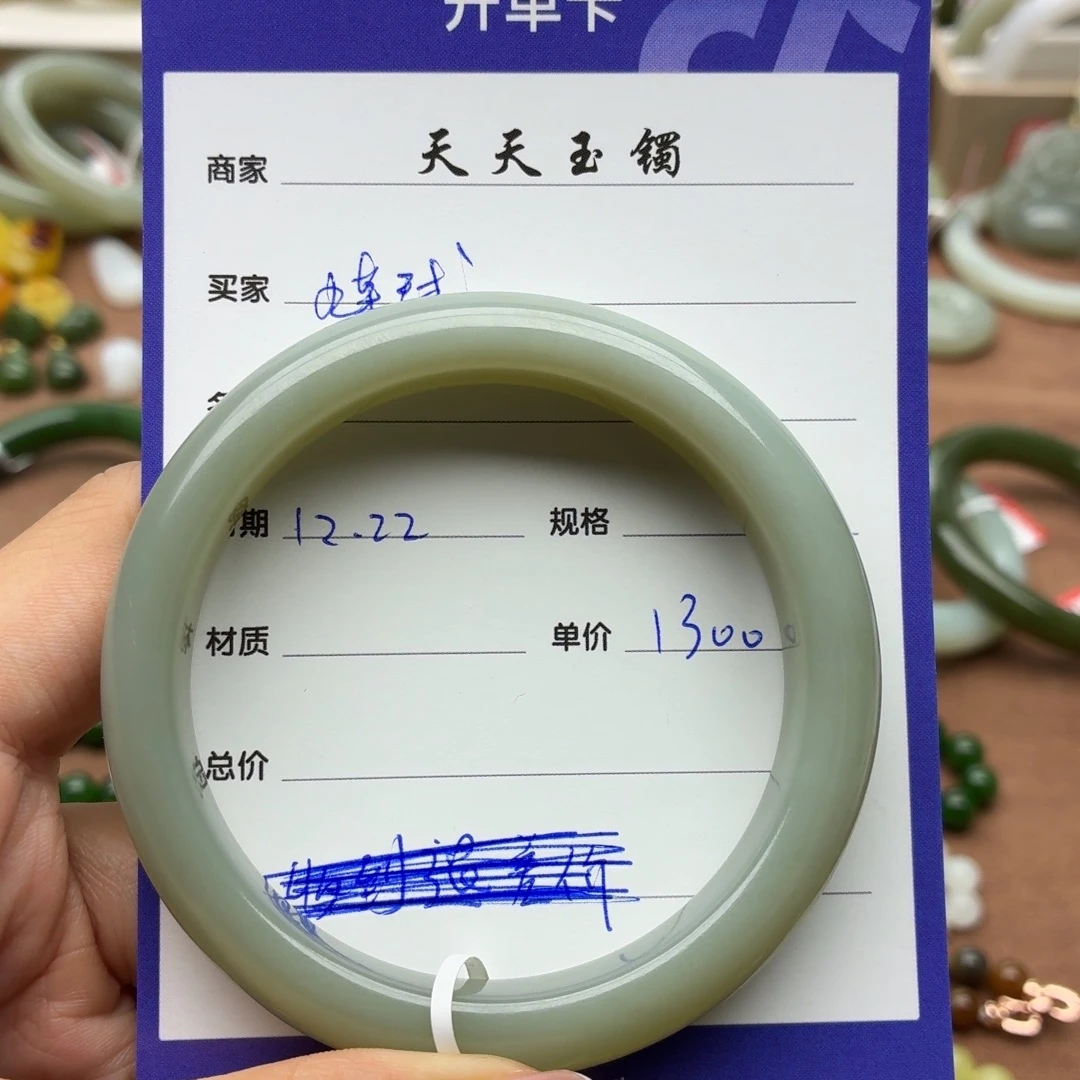 开单卡
商家 天天玉镯
买家
期 12.22 规格
材质 单价 13000
总价